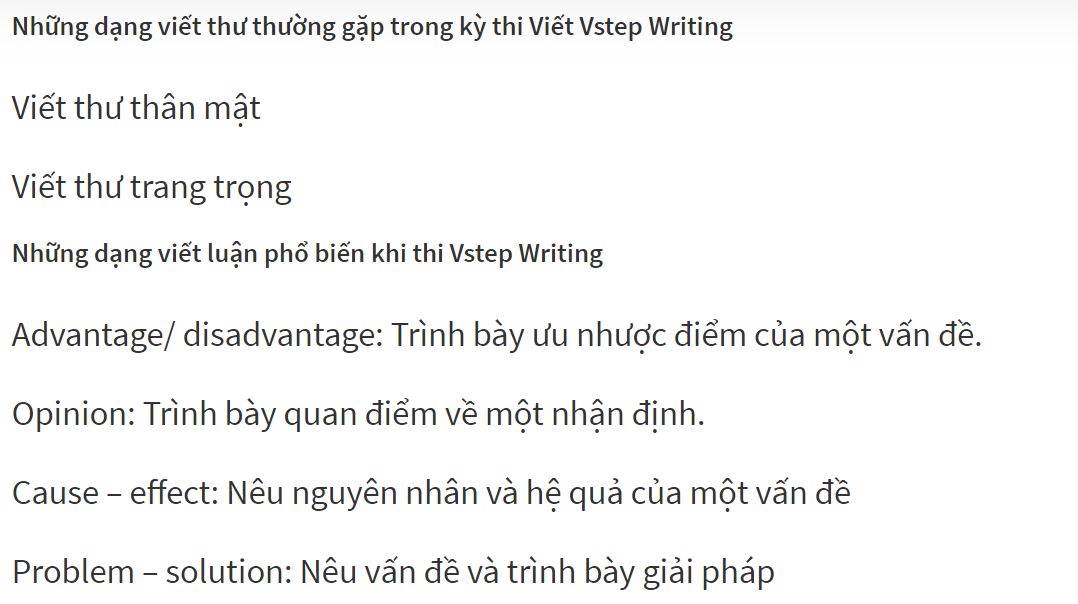 Những dạng viết thư thường gặp trong kỳ thi Viết Vstep Writing
Viết thư thân mật
Viết thư trang trọng
Những dạng viết luận phổ biến khi thi Vstep Writing
Advantage/ disadvantage: Trình bày ưu nhược điểm của một vấn đề.
Opinion: Trình bày quan điểm về một nhận định.
Cause – effect: Nêu nguyên nhân và hệ quả của một vấn đề
Problem – solution: Nêu vấn đề và trình bày giải pháp